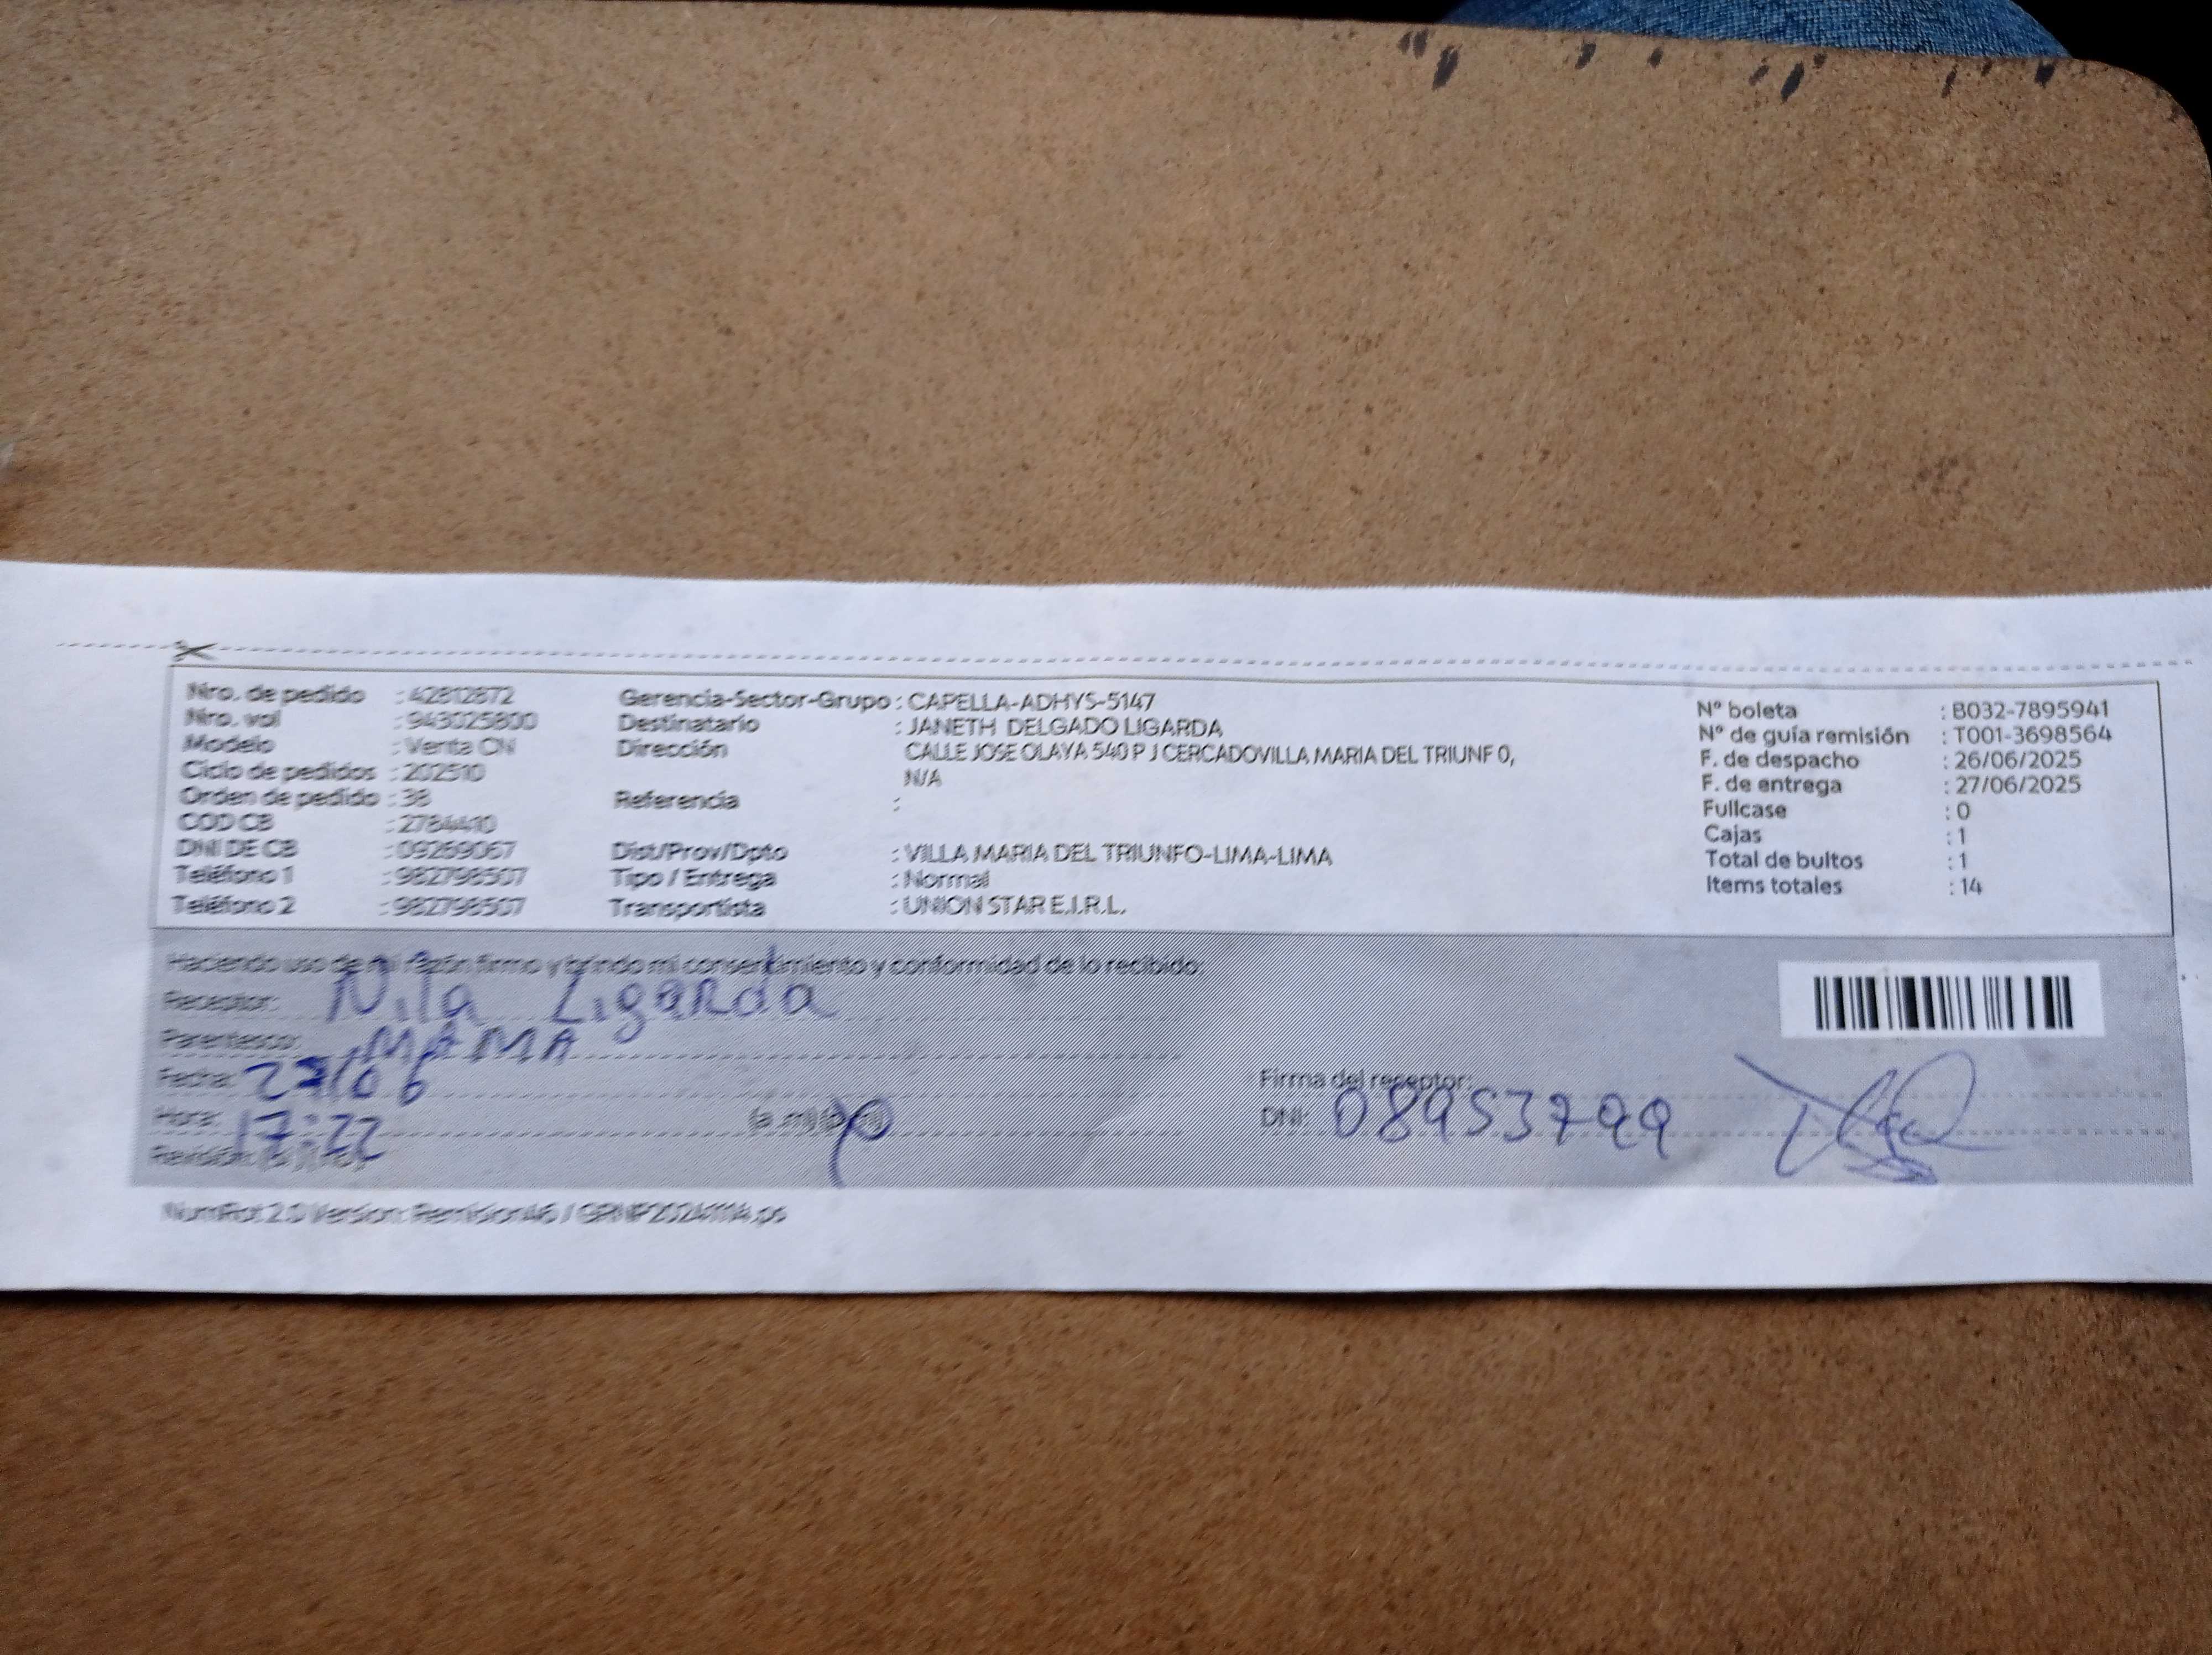 Nro. de pedido : 42812872
Nro. vol : 943025800
Modelo : Venta CN
Ciclo de pedidos : 202510
Orden de pedido : 38
COD CB : 2784410
DNI DE CB : 09269067
Teléfono 1 : 982798507
Teléfono 2 : 982798507
Gerencia-Sector-Grupo : CAPELLA-ADHYS-5147
Destinatario : JANETH DELGADO LIGARDA
Dirección CALLE JOSE OLAYA 540 P J CERCADOVILLA MARIA DEL TRIUNF 0,
N/A
Referencia :
Dist/Prov/Dpto : VILLA MARIA DEL TRIUNFO-LIMA-LIMA
Tipo / Entrega : Normal
Transportista : UNION STAR E.I.R.L.
Nº boleta : B032-7895941
Nº de guía remisión : T001-3698564
F. de despacho : 26/06/2025
F. de entrega : 27/06/2025
Fullcase : 0
Cajas : 1
Total de bultos : 1
Items totales : 14
Haciendo uso de mi razón firmo y brindo mi consentimiento y conformidad de lo recibido:
Receptor: Nila Ligarda
Parentesco: MAMA
Fecha: 27/06
Hora: 17:22 (a.m)(p.m)
Revisión:
Firma del receptor:
DNI: 08953799
NumRot 2.0 Version: